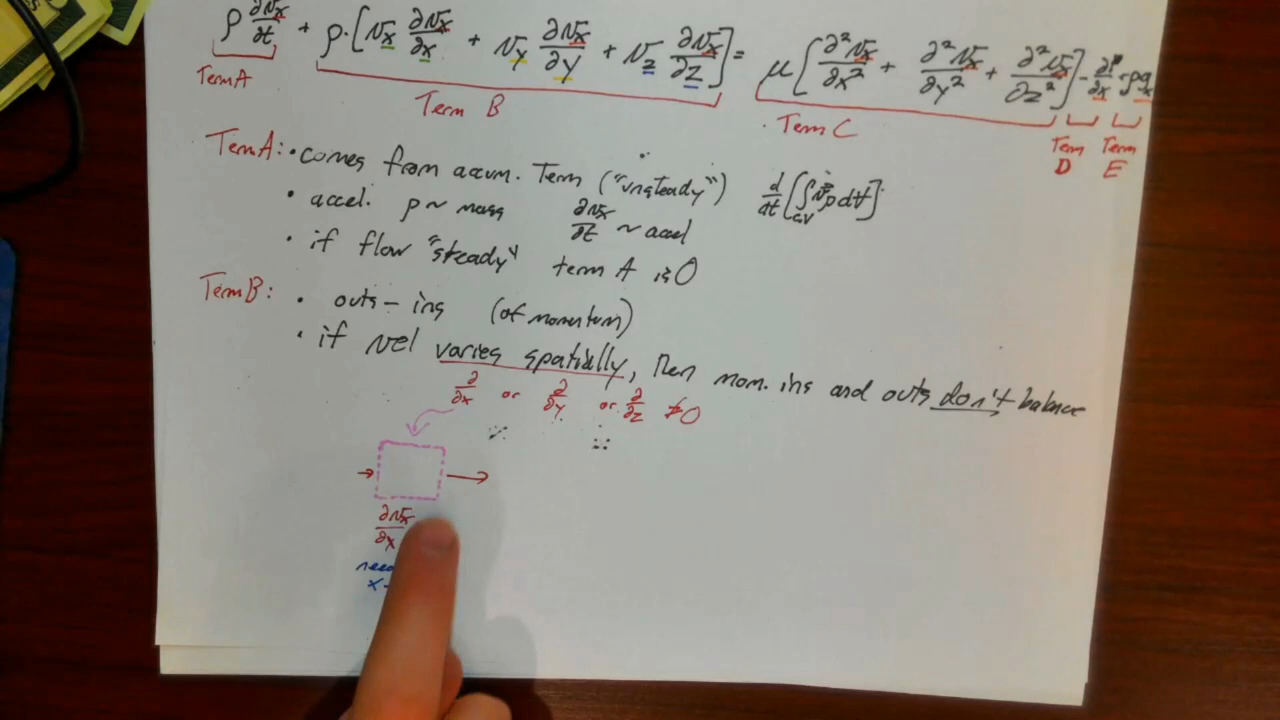 ρ ∂vx/∂t + ρ·[vx ∂vx/∂x + vy ∂vx/∂y + vz ∂vx/∂z] = μ[∂²vx/∂x² + ∂²vx/∂y² + ∂²vx/∂z²] - ∂P/∂x - ρgx
Term A Term B Term C Term D Term E
Term A: • comes from accum. Term ("unsteady") d/dt[∫cv v ρ dV]
• accel. ρ ~ mass ∂vx/∂t ~ accel
• if flow "steady" term A is 0
Term B: • outs - ins (of momentum)
• if vel varies spatially, then mom. ins and outs don't balance
∂/∂x or ∂/∂y or ∂/∂z ≠ 0
∂vx/∂x